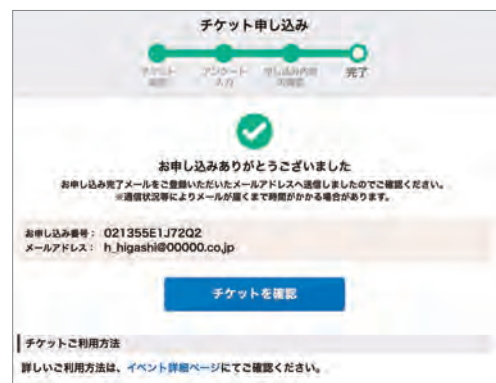 チケット申し込み
完了
お申し込みありがとうございました
お申し込み完了メールをご登録いただいたメールアドレスへ送信しましたのでご確認ください。
※通信状況等によりメールが届くまで時間がかかる場合があります。
お申し込み番号： 021355E1J72Q2
メールアドレス： h_higashi@00000.co.jp
チケットを確認
チケットご利用方法
詳しいご利用方法は、イベント詳細ページにてご確認ください。